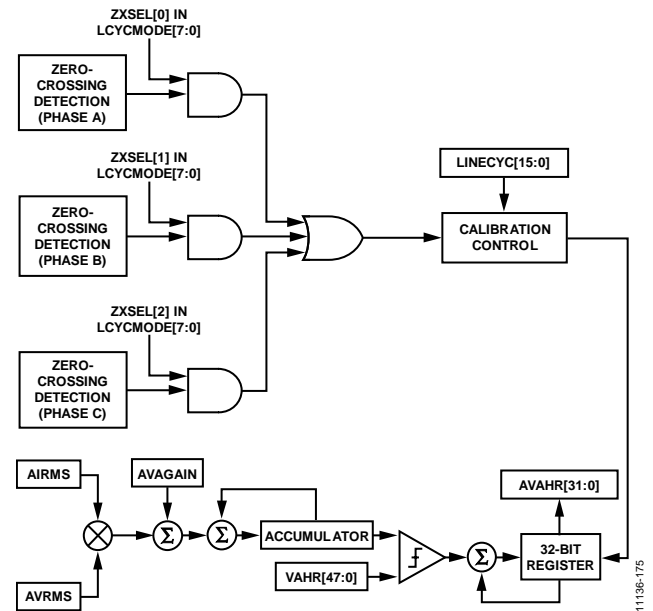 ZXSEL[0] IN
LCYCMODE[7:0]
ZERO-
CROSSING
DETECTION
(PHASE A)
ZXSEL[1] IN
LCYCMODE[7:0]
ZERO-
CROSSING
DETECTION
(PHASE B)
LINECYC[15:0]
CALIBRATION
CONTROL
ZXSEL[2] IN
LCYCMODE[7:0]
ZERO-
CROSSING
DETECTION
(PHASE C)
AIRMS
AVAGAIN
AVAHR[31:0]
Σ
Σ
ACCUMULATOR
Σ
32-BIT
REGISTER
AVRMS
VAHR[47:0]
11136-175